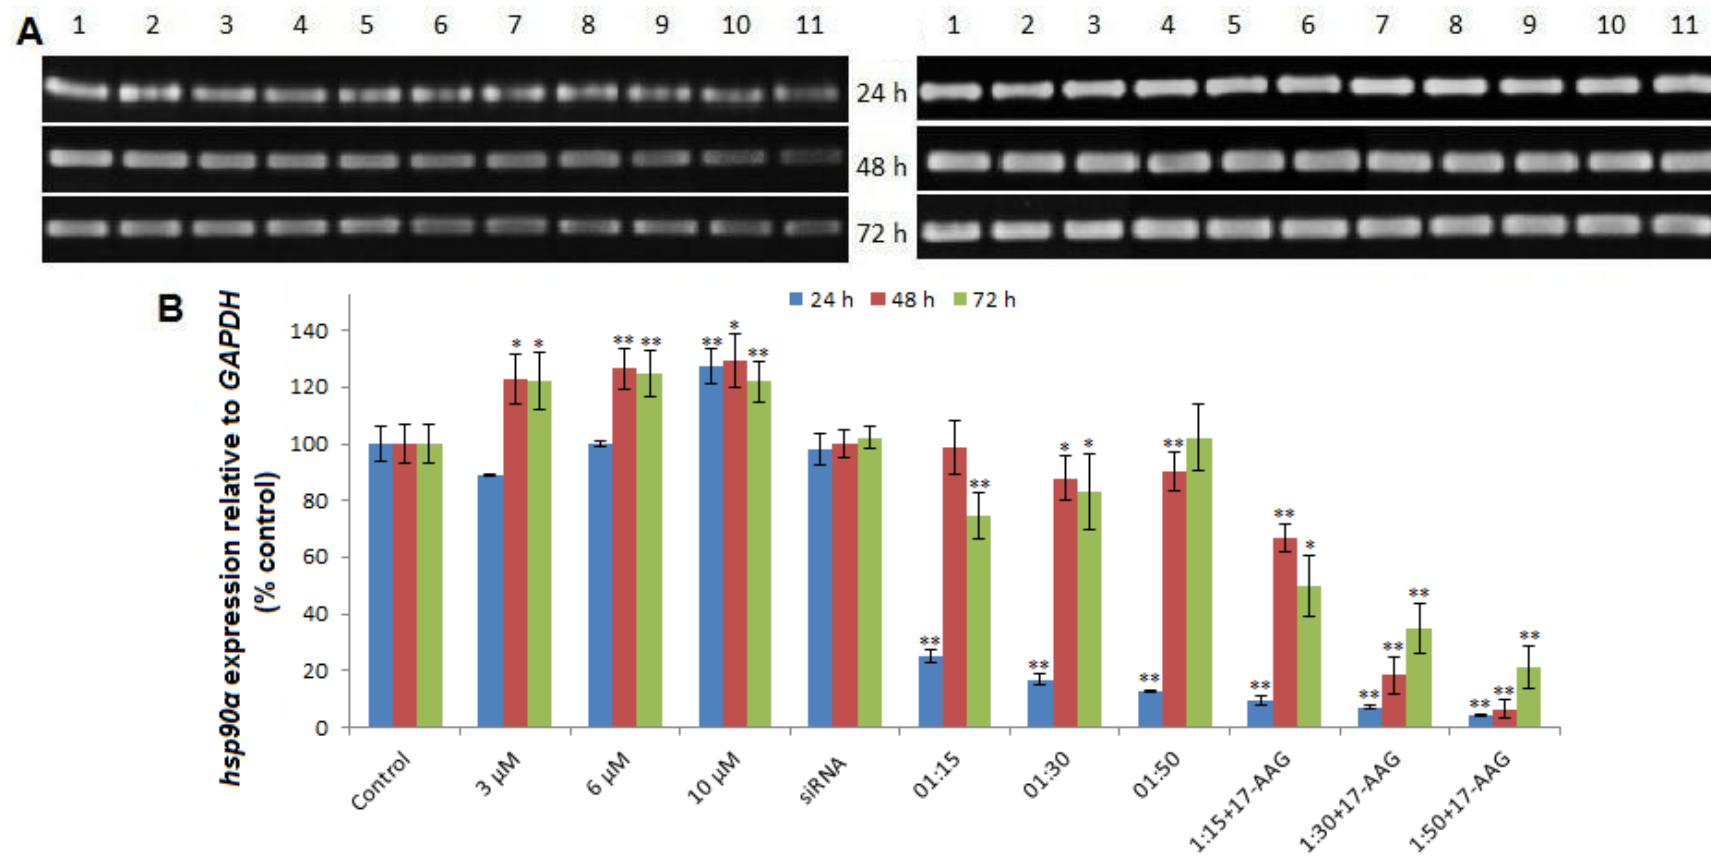 A
1 2 3 4 5 6 7 8 9 10 11
1 2 3 4 5 6 7 8 9 10 11
24 h
48 h
72 h
B
24 h 48 h 72 h
hsp90α expression relative to GAPDH
(% control)
140
120
100
80
60
40
20
0
* *
** **
** * **
**
* *
**
** ** *
** ** **
** ** **
**
**
**
Control
3 µM
6 µM
10 µM
siRNA
01:15
01:30
01:50
1:15+17-AAG
1:30+17-AAG
1:50+17-AAG